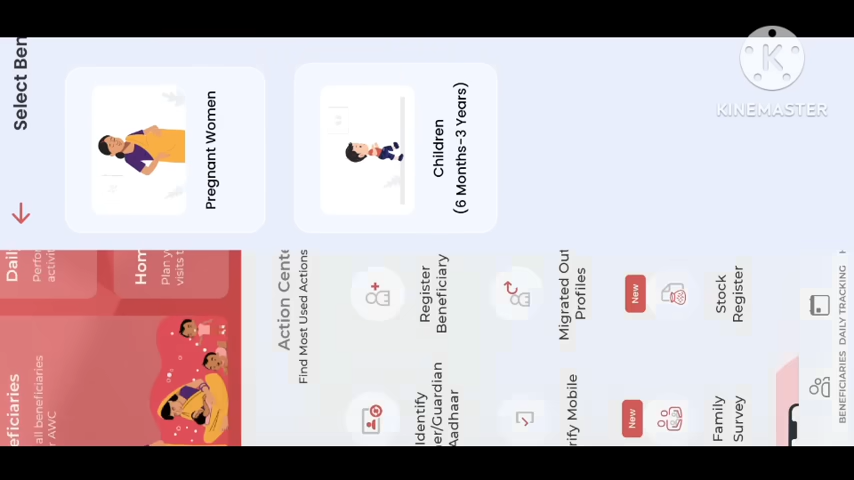 Select Ben
Pregnant Women
Children
(6 Months-3 Years)
KINEMASTER
Dail
Perfo
activit
Hom
Plan y
visits t
eficiaries
all beneficiaries
r AWC
Action Cente
Find Most Used Actions
Register
Beneficiary
Migrated Out
Profiles
New
Stock
Register
Identify
er/Guardian
Aadhaar
rify Mobile
New
Family
Survey
BENEFICIARIES
DAILY TRACKING